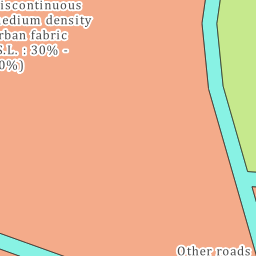 iscontinuous
edium density
rban fabric
S.L. : 30% -
0%)
Other roads